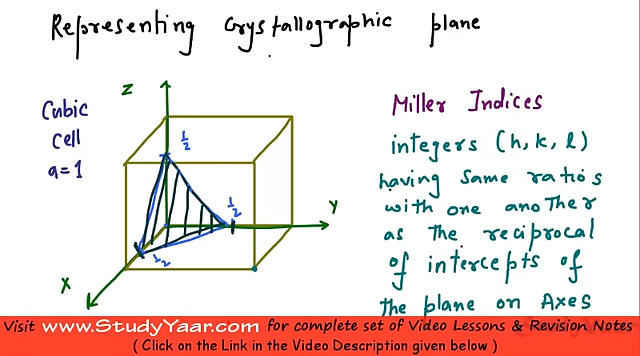 Representing Crystallographic plane
Z
Cubic
Cell
a=1
1/2
1/2
1/2
Y
X
Miller Indices
integers (h, k, l)
having same ratios
with one another
as the reciprocal
of intercepts of
the plane on Axes
Visit www.StudyYaar.com for complete set of Video Lessons & Revision Notes
( Click on the Link in the Video Description given below )